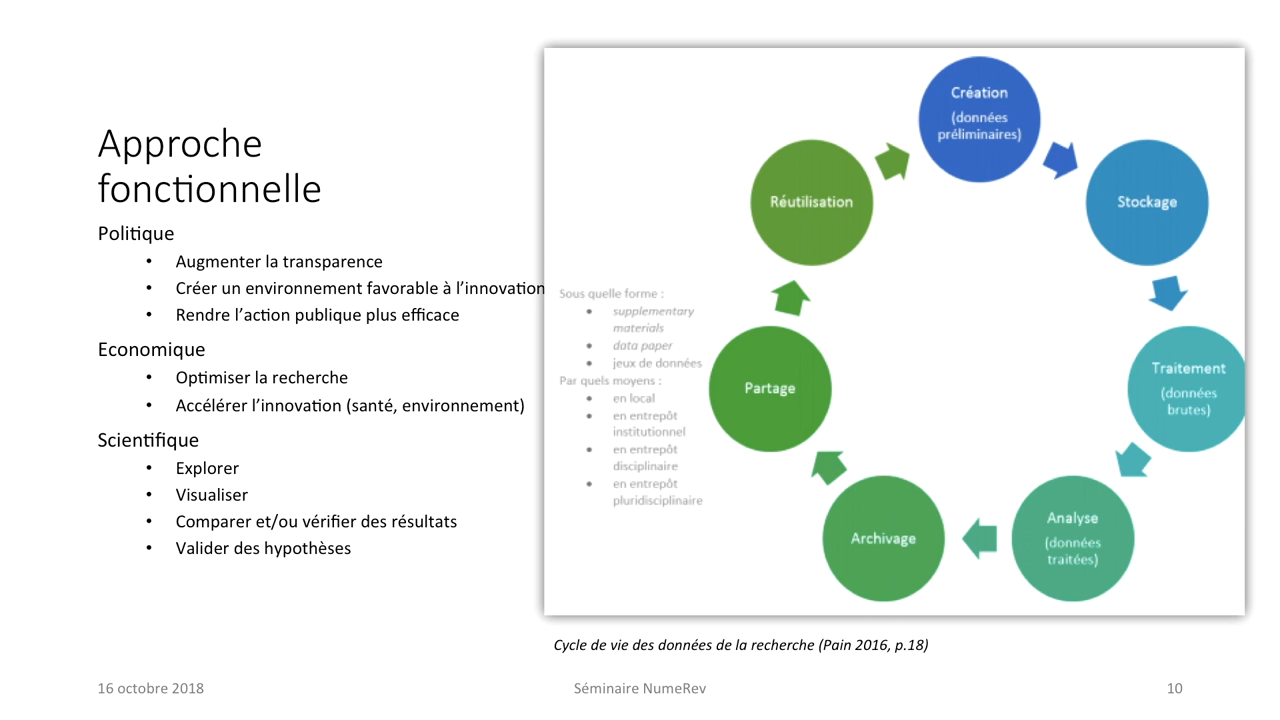 Approche
fonctionnelle
Politique
• Augmenter la transparence
• Créer un environnement favorable à l’innovation
• Rendre l’action publique plus efficace
Economique
• Optimiser la recherche
• Accélérer l’innovation (santé, environnement)
Scientifique
• Explorer
• Visualiser
• Comparer et/ou vérifier des résultats
• Valider des hypothèses
Création
(données
préliminaires)
Stockage
Traitement
(données
brutes)
Analyse
(données
traitées)
Archivage
Partage
Réutilisation
Sous quelle forme :
• supplementary
materials
• data paper
• jeux de données
Par quels moyens :
• en local
• en entrepôt
institutionnel
• en entrepôt
disciplinaire
• en entrepôt
pluridisciplinaire
Cycle de vie des données de la recherche (Pain 2016, p.18)
16 octobre 2018
Séminaire NumeRev
10